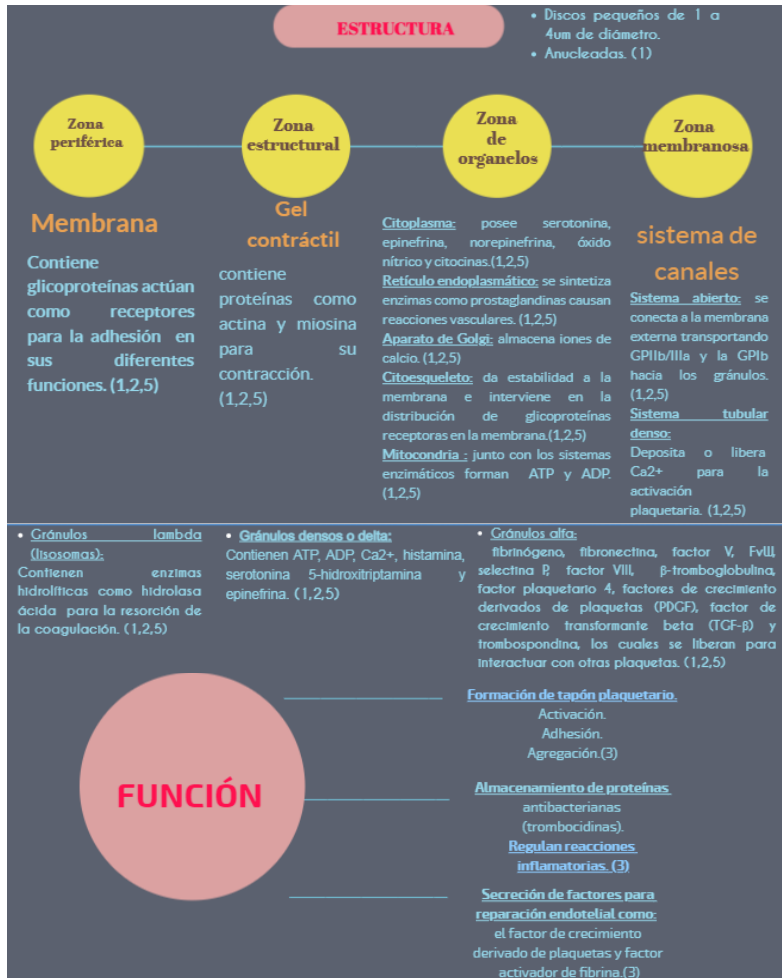 ESTRUCTURA
• Discos pequeños de 1 a
4um de diámetro.
• Anucleadas. (1)
Zona
periférica
Zona
estructural
Zona
de
organelos
Zona
membranosa
Membrana
Contiene
glicoproteínas actúan
como receptores
para la adhesión en
sus diferentes
funciones. (1,2,5)
Gel
contráctil
contiene
proteínas como
actina y miosina
para su
contracción.
(1,2,5)
Citoplasma: posee serotonina,
epinefrina, norepinefrina, óxido
nítrico y citocinas.(1,2,5)
Retículo endoplasmático: se sintetiza
enzimas como prostaglandinas causan
reacciones vasculares. (1,2,5)
Aparato de Golgi: almacena iones de
calcio. (1,2,5)
Citoesqueleto: da estabilidad a la
membrana e interviene en la
distribución de glicoproteínas
receptoras en la membrana.(1,2,5)
Mitocondria : junto con los sistemas
enzimáticos forman ATP y ADP.
(1,2,5)
sistema de
canales
Sistema abierto: se
conecta a la membrana
externa transportando
GPIIb/IIIa y la GPIb
hacia los gránulos.
(1,2,5)
Sistema tubular
denso:
Deposita o libera
Ca2+ para la
activación
plaquetaria. (1,2,5)
• Gránulos lambda
(lisosomas):
Contienen enzimas
hidrolíticas como hidrolasa
ácida para la resorción de
la coagulación. (1,2,5)
• Gránulos densos o delta:
Contienen ATP, ADP, Ca2+, histamina,
serotonina 5-hidroxitriptamina y
epinefrina. (1,2,5)
• Gránulos alfa:
fibrinógeno, fibronectina, factor V, FvW,
selectina P, factor VIII, β-tromboglobulina,
factor plaquetario 4, factores de crecimiento
derivados de plaquetas (PDGF), factor de
crecimiento transformante beta (TGF-β) y
trombospondina, los cuales se liberan para
interactuar con otras plaquetas. (1,2,5)
FUNCIÓN
Formación de tapón plaquetario.
Activación.
Adhesión.
Agregación.(3)
Almacenamiento de proteínas
antibacterianas
(trombocidinas).
Regulan reacciones
inflamatorias. (3)
Secreción de factores para
reparación endotelial como:
el factor de crecimiento
derivado de plaquetas y factor
activador de fibrina.(3)